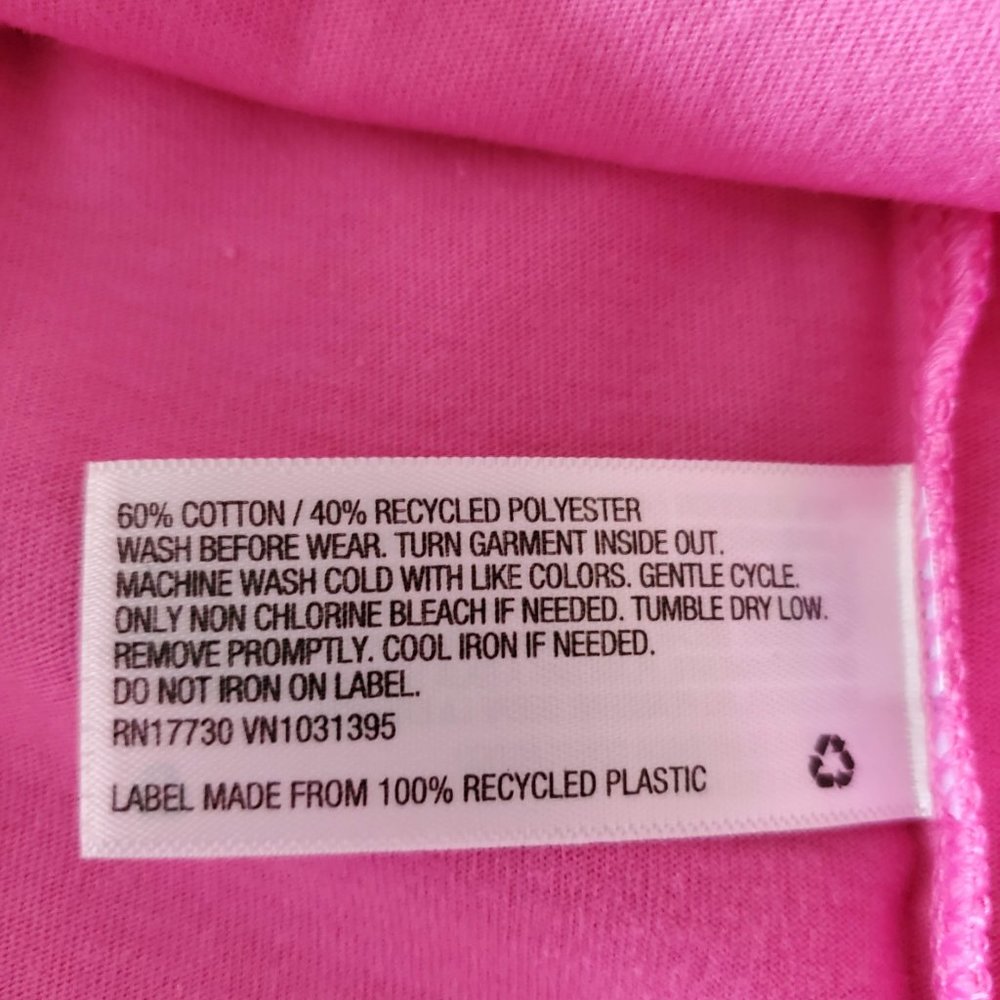 60% COTTON / 40% RECYCLED POLYESTER
WASH BEFORE WEAR. TURN GARMENT INSIDE OUT.
MACHINE WASH COLD WITH LIKE COLORS. GENTLE CYCLE.
ONLY NON CHLORINE BLEACH IF NEEDED. TUMBLE DRY LOW.
REMOVE PROMPTLY. COOL IRON IF NEEDED.
DO NOT IRON ON LABEL.
RN17730 VN1031395
LABEL MADE FROM 100% RECYCLED PLASTIC